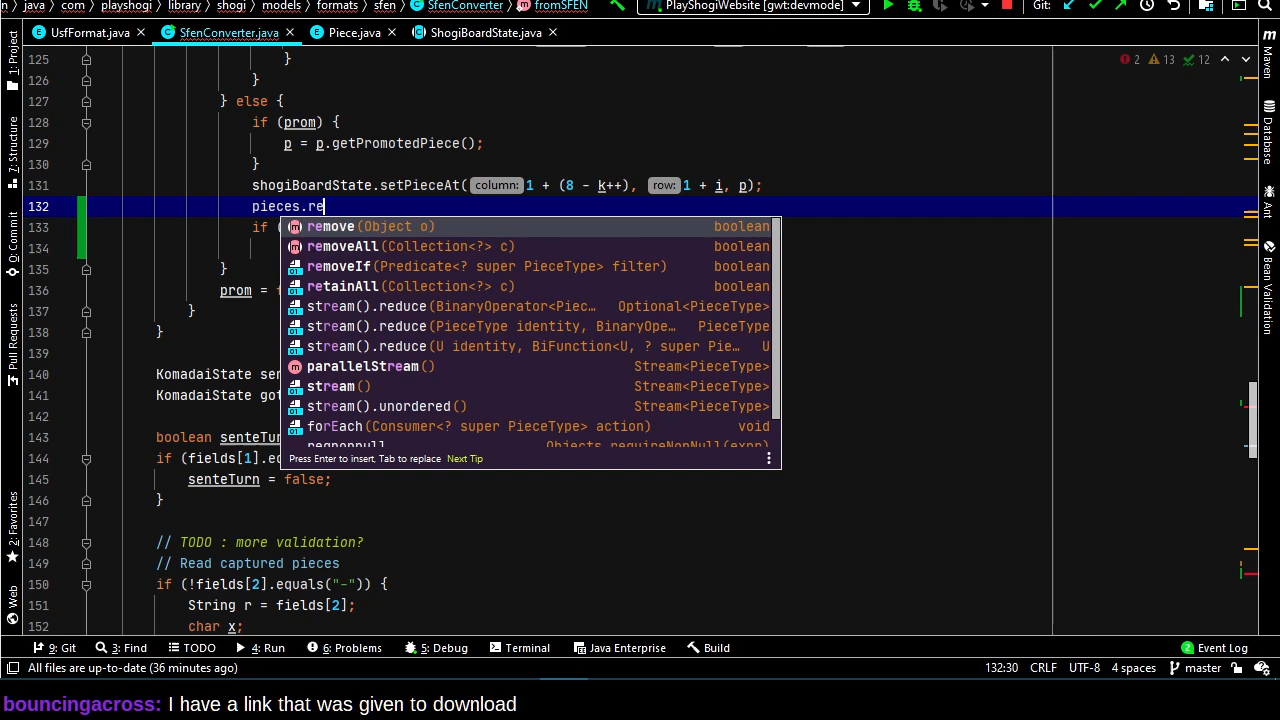 n) java com playshogi library shogi models formats sfen SfenConverter fromSFEN PlayShogiWebsite [gwt:devmode] Git:
UsfFormat.java SfenConverter.java Piece.java ShogiBoardState.java
125 }
126 }
127 } else {
128 if (prom) {
129 p = p.getPromotedPiece();
130 }
131 shogiBoardState.setPieceAt( column: 1 + (8 - k++), row: 1 + i, p);
132 pieces.re
133 if (
134
135 }
136 prom = f
137 }
138 }
139
140 KomadaiState sen
141 KomadaiState got
142
143 boolean senteTur
144 if (fields[1].eq
145 senteTurn = false;
146 }
147
148 // TODO : more validation?
149 // Read captured pieces
150 if (!fields[2].equals("-")) {
151 String r = fields[2];
152 char x;
remove(Object o) boolean
removeAll(Collection<?> c) boolean
removeIf(Predicate<? super PieceType> filter) boolean
retainAll(Collection<?> c) boolean
stream().reduce(BinaryOperator<Piec… Optional<PieceType>
stream().reduce(PieceType identity, BinaryOpe… PieceType
stream().reduce(U identity, BiFunction<U, ? super Pie… U
parallelStream() Stream<PieceType>
stream() Stream<PieceType>
stream().unordered() Stream<PieceType>
forEach(Consumer<? super PieceType> action) void
reqnonnull Objects.requireNonNull(expr)
Press Enter to insert, Tab to replace Next Tip
2 13 12
1: Project
7: Structure
0: Commit
Pull Requests
2: Favorites
Web
Maven
Database
Ant
Bean Validation
9: Git 3: Find TODO 4: Run 6: Problems 5: Debug Terminal Java Enterprise Build 2 Event Log
All files are up-to-date (36 minutes ago) 132:30 CRLF UTF-8 4 spaces master
bouncingacross: I have a link that was given to download